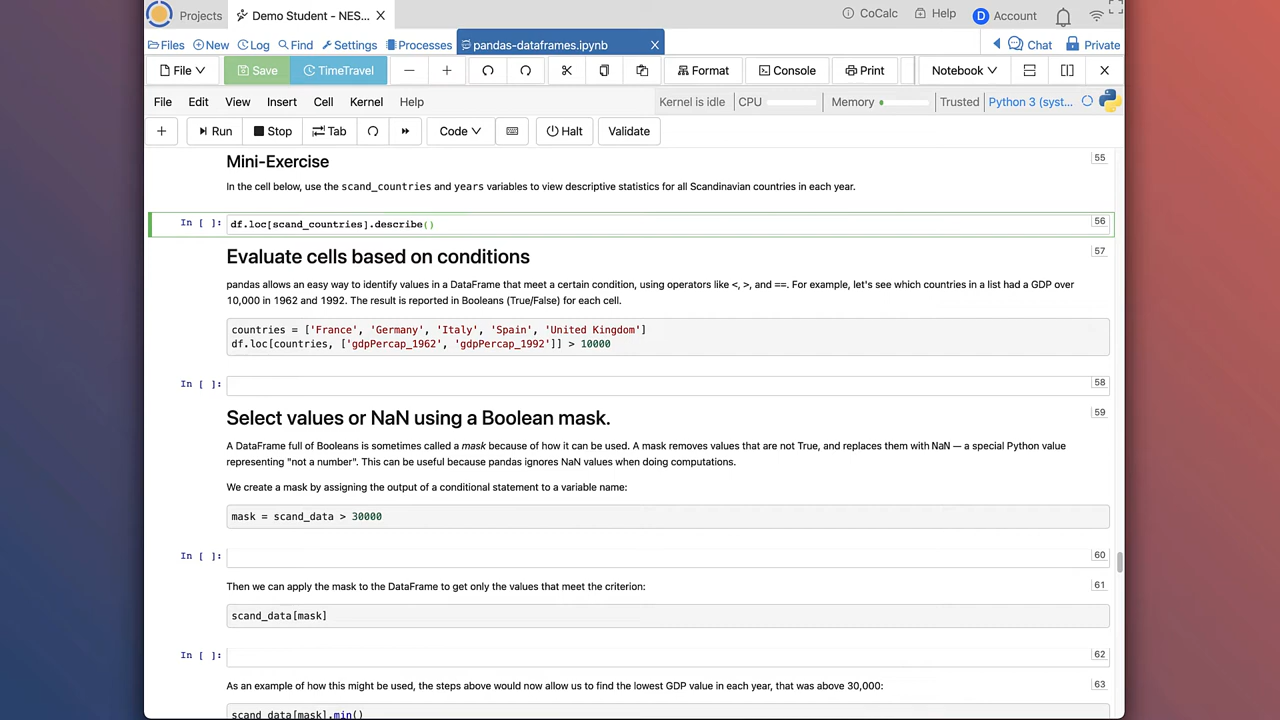 Projects Demo Student - NES... CoCalc Help D Account
Files New Log Find Settings Processes pandas-dataframes.ipynb Chat Private
File Save TimeTravel Format Console Print Notebook
File Edit View Insert Cell Kernel Help Kernel is idle CPU Memory Trusted Python 3 (syst...
Run Stop Tab Code Halt Validate
Mini-Exercise 55
In the cell below, use the scand_countries and years variables to view descriptive statistics for all Scandinavian countries in each year.
In [ ]: df.loc[scand_countries].describe() 56
Evaluate cells based on conditions 57
pandas allows an easy way to identify values in a DataFrame that meet a certain condition, using operators like <, >, and ==. For example, let's see which countries in a list had a GDP over
10,000 in 1962 and 1992. The result is reported in Booleans (True/False) for each cell.
countries = ['France', 'Germany', 'Italy', 'Spain', 'United Kingdom']
df.loc[countries, ['gdpPercap_1962', 'gdpPercap_1992']] > 10000
In [ ]: 58
Select values or NaN using a Boolean mask. 59
A DataFrame full of Booleans is sometimes called a mask because of how it can be used. A mask removes values that are not True, and replaces them with NaN — a special Python value
representing "not a number". This can be useful because pandas ignores NaN values when doing computations.
We create a mask by assigning the output of a conditional statement to a variable name:
mask = scand_data > 30000
In [ ]: 60
Then we can apply the mask to the DataFrame to get only the values that meet the criterion: 61
scand_data[mask]
In [ ]: 62
As an example of how this might be used, the steps above would now allow us to find the lowest GDP value in each year, that was above 30,000: 63
scand_data[mask].min()